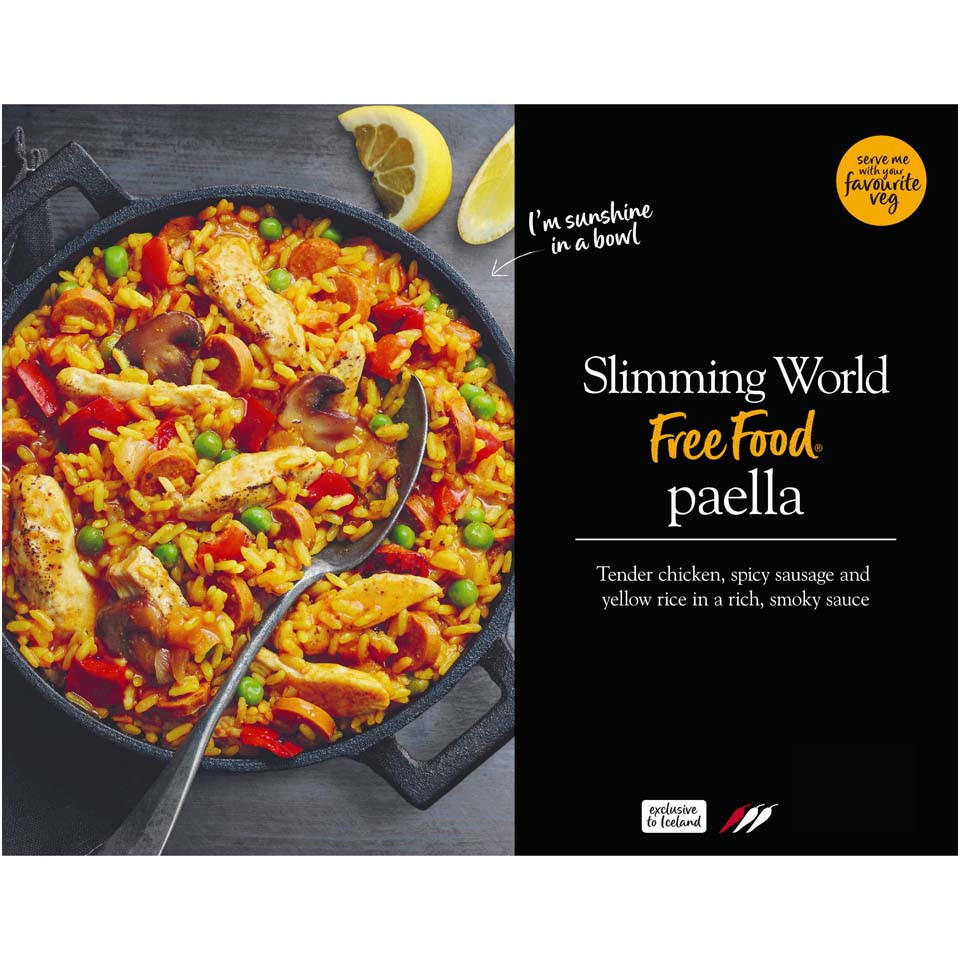 serve me
with your
favourite
veg
I'm sunshine
in a bowl
Slimming World
Free Food®
paella
Tender chicken, spicy sausage and
yellow rice in a rich, smoky sauce
exclusive
to Iceland